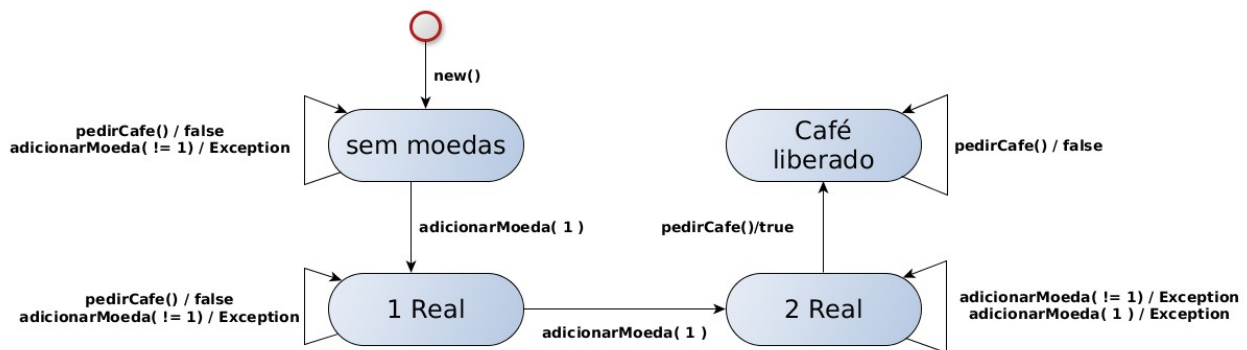 new()
pedirCafe() / false
adicionarMoeda( != 1) / Exception
sem moedas
Café
liberado
pedirCafe() / false
adicionarMoeda( 1 )
pedirCafe()/true
pedirCafe() / false
adicionarMoeda( != 1) / Exception
1 Real
adicionarMoeda( 1 )
2 Real
adicionarMoeda( != 1) / Exception
adicionarMoeda( 1 ) / Exception